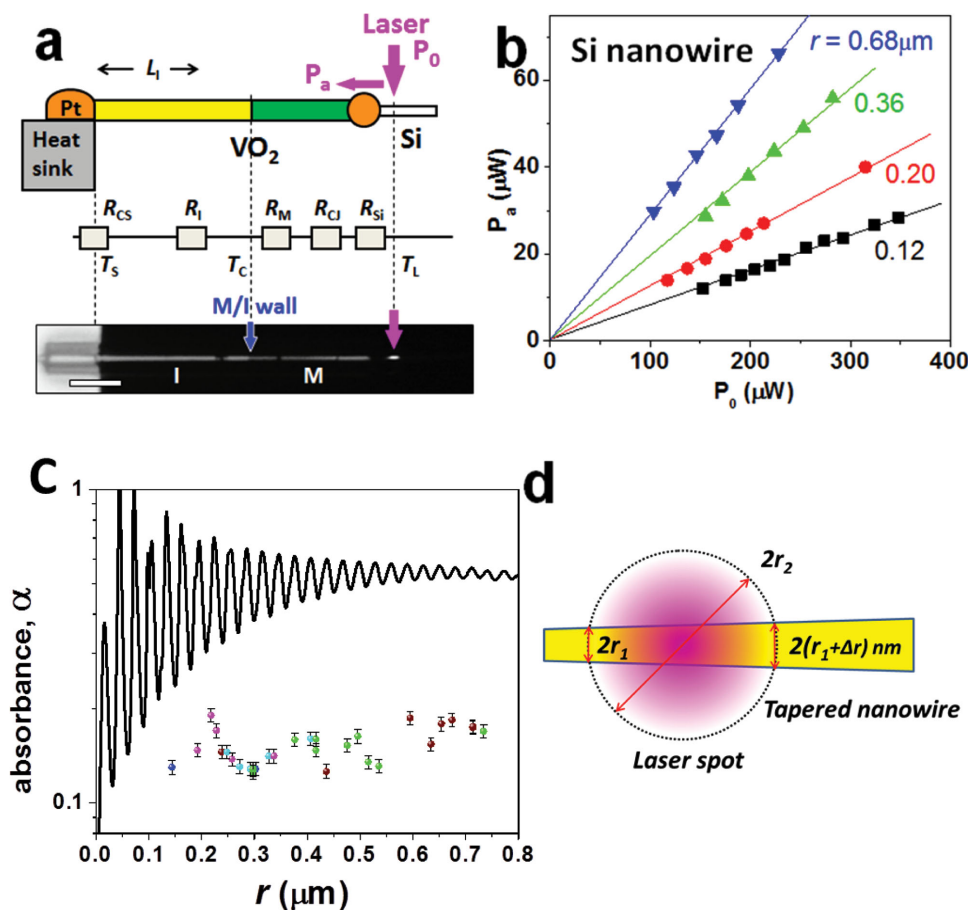 a
Laser
P0
Pa
LI
Pt
Heat
sink
VO2
Si
RCS RI RM RCJ RSi
TS TC TL
M/I wall
I M
b
Si nanowire
r = 0.68μm
0.36
0.20
0.12
Pa (μW)
60
40
20
0
0 100 200 300 400
P0 (μW)
C
absorbance, α
1
0.1
0.0 0.1 0.2 0.3 0.4 0.5 0.6 0.7 0.8
r (μm)
d
2r2
2r1
2(r1+Δr) nm
Tapered nanowire
Laser spot